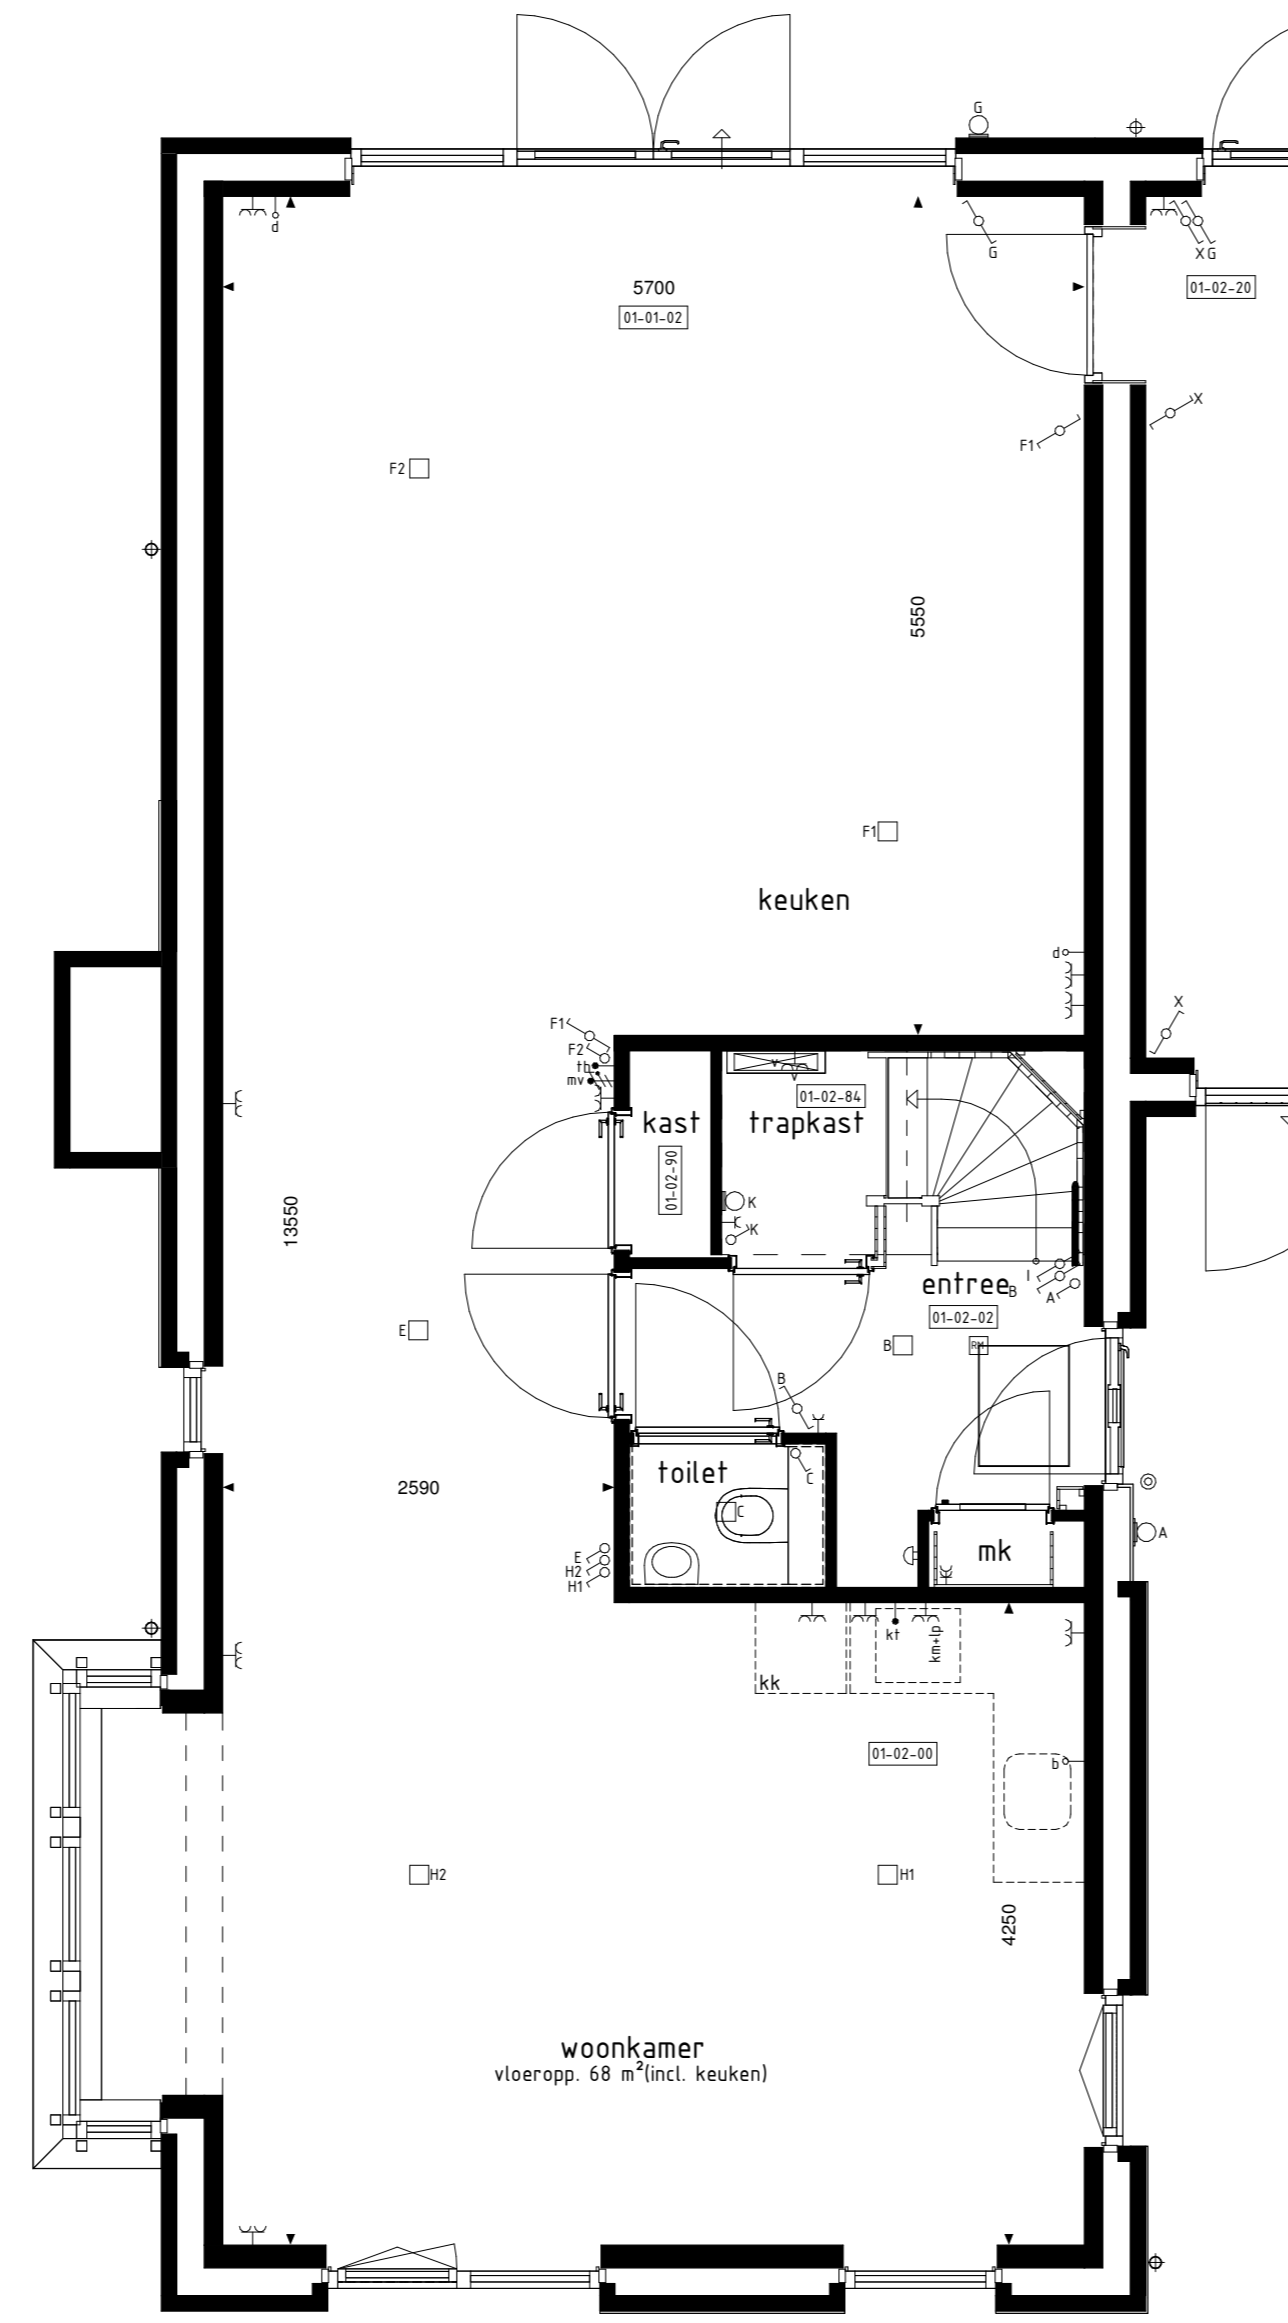 G
d
G
X G
5700
01-01-02
01-02-20
X
F1
F2
5550
F1
keuken
d
X
F1
F2
th
mv
01-02-84
kast
trapkast
01-02-90
K
K
13550
entree
B
I
A
01-02-02
E
B
RM
B
toilet
C
2590
C
A
mk
E
H2
H1
kt
km+lp
kk
01-02-00
b
H2
H1
4250
woonkamer
vloeropp. 68 m²(incl. keuken)